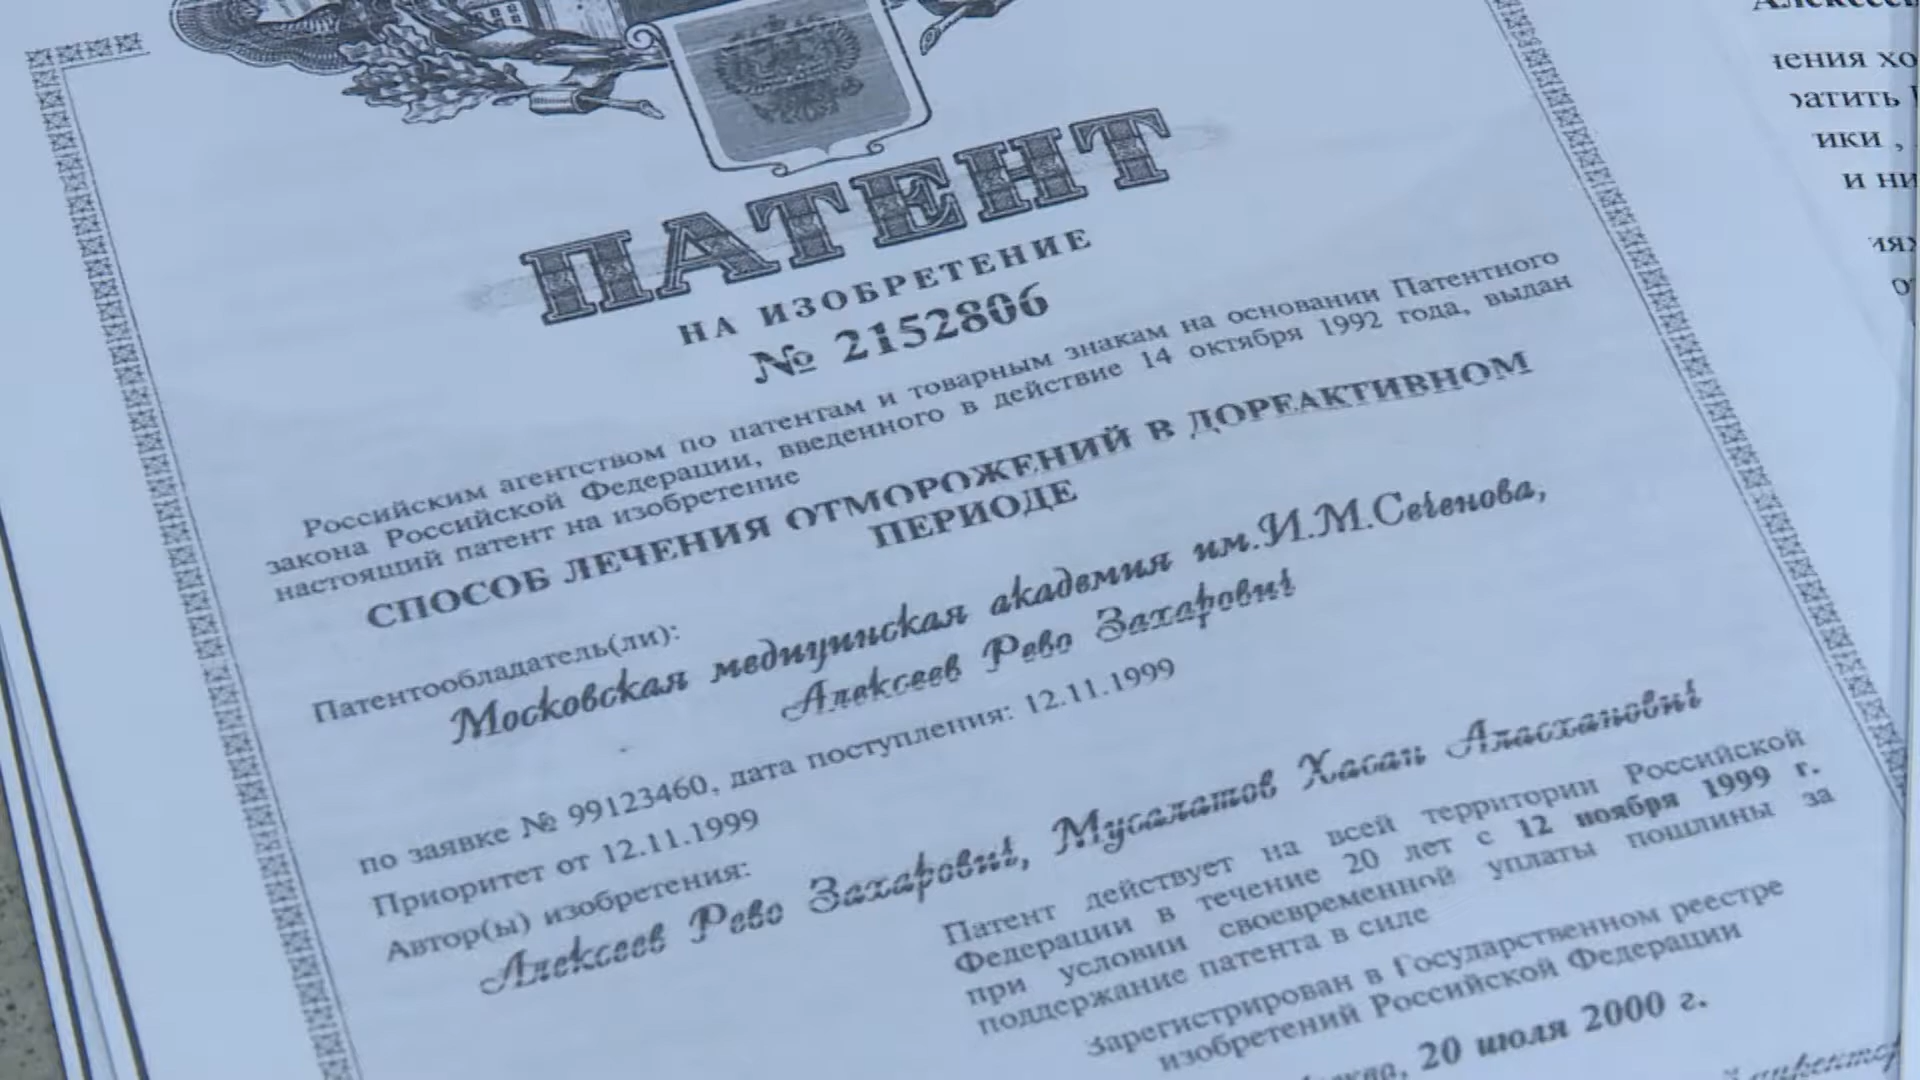 ПАТЕНТ
НА ИЗОБРЕТЕНИЕ
№ 2152806
Российским агентством по патентам и товарным знакам на основании Патентного
закона Российской Федерации, введенного в действие 14 октября 1992 года, выдан
настоящий патент на изобретение
СПОСОБ ЛЕЧЕНИЯ ОТМОРОЖЕНИЙ В ДОРЕАКТИВНОМ
ПЕРИОДЕ
Патентообладатель(ли):
Московская медицинская академия им.И.М.Сеченова,
Алексеев Рево Захарович
по заявке № 99123460, дата поступления: 12.11.1999
Приоритет от 12.11.1999
Автор(ы) изобретения:
Алексеев Рево Захарович, Мусалатов Хасан Аласханович
Патент действует на всей территории Российской
Федерации в течение 20 лет с 12 ноября 1999 г.
при условии своевременной уплаты пошлины за
поддержание патента в силе
Зарегистрирован в Государственном реестре
изобретений Российской Федерации
20 июля 2000 г.
ения хо
ратить
ики ,
и ни